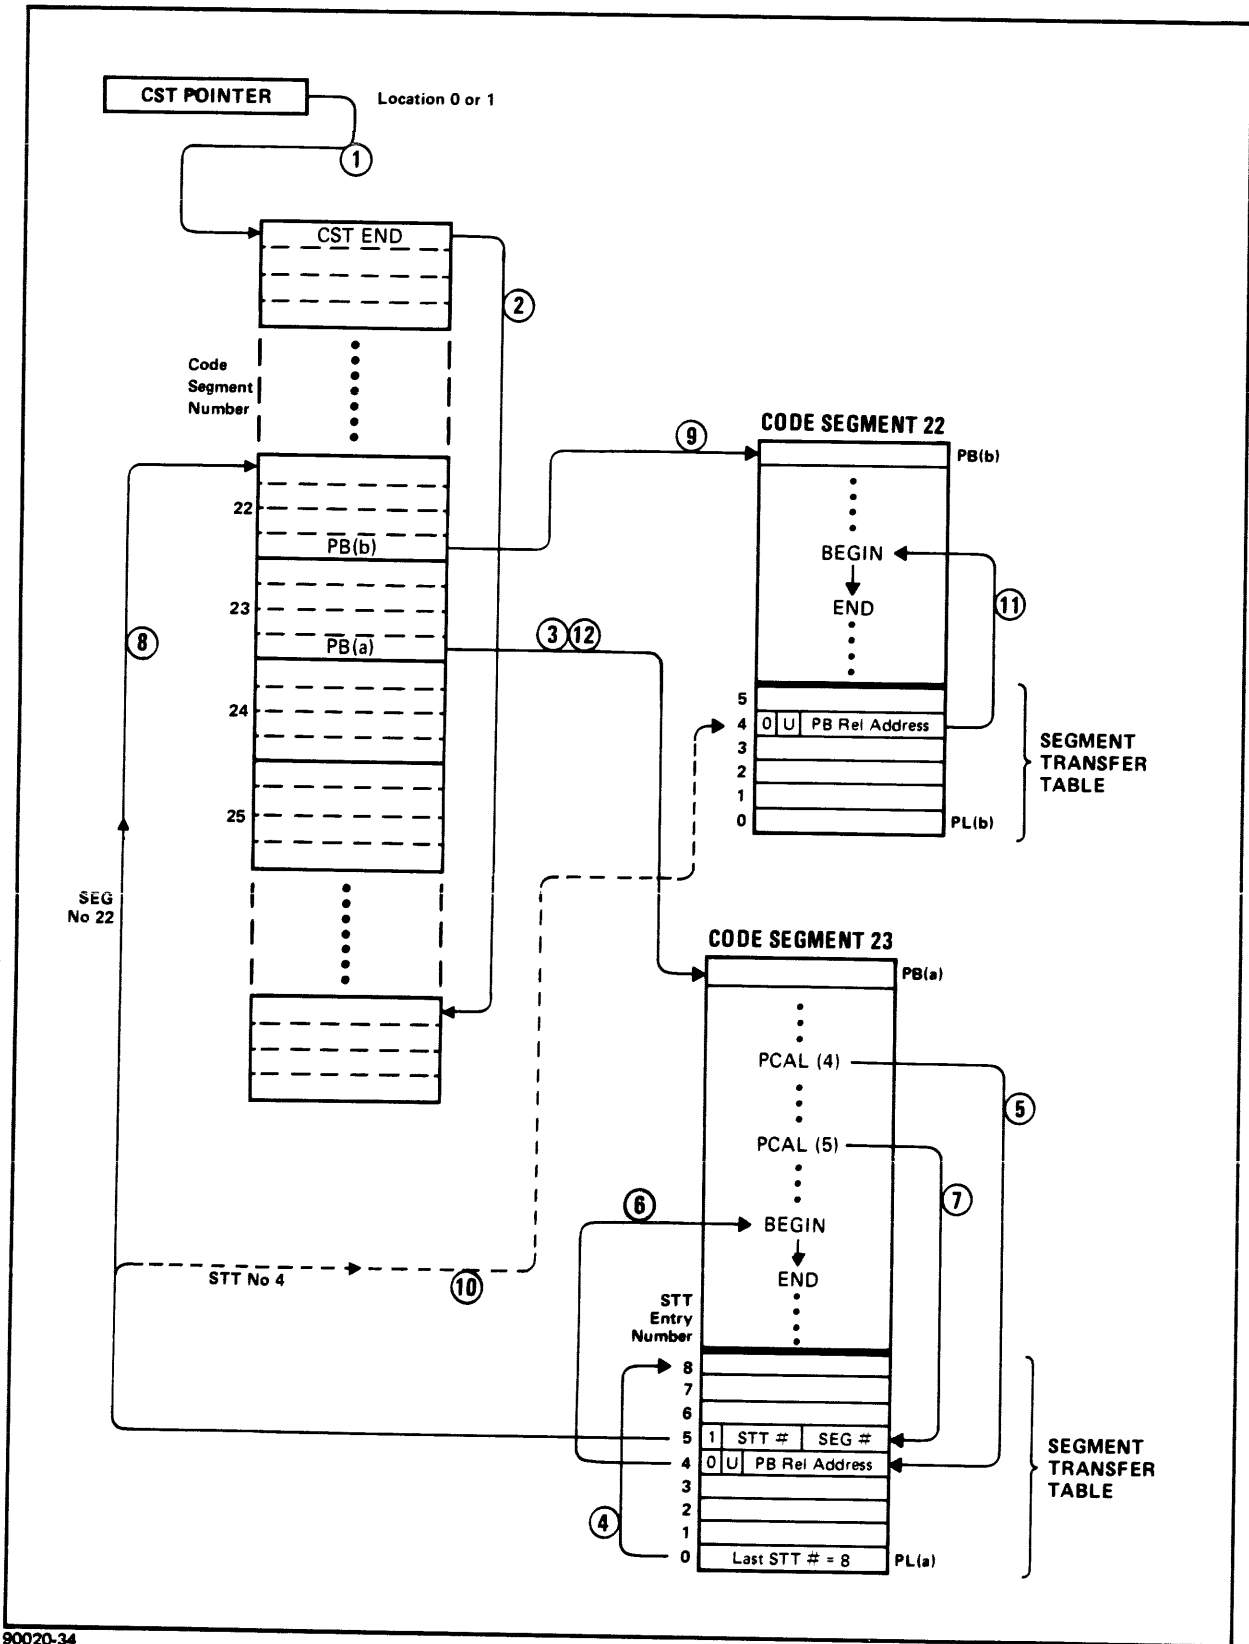 CST POINTER
Location 0 or 1
1
CST END
2
Code
Segment
Number
CODE SEGMENT 22
9
PB(b)
22
PB(b)
BEGIN
END
11
23
PB(a)
3 12
8
24
5
4 0 U PB Rel Address
3
2
1
0 PL(b)
SEGMENT
TRANSFER
TABLE
25
SEG
No 22
CODE SEGMENT 23
PB(a)
PCAL (4)
5
PCAL (5)
7
6
BEGIN
END
STT No 4
10
STT
Entry
Number
8
7
6
5 1 STT # SEG #
4 0 U PB Rel Address
3
2
1
0 Last STT # = 8 PL(a)
4
SEGMENT
TRANSFER
TABLE
90020-34